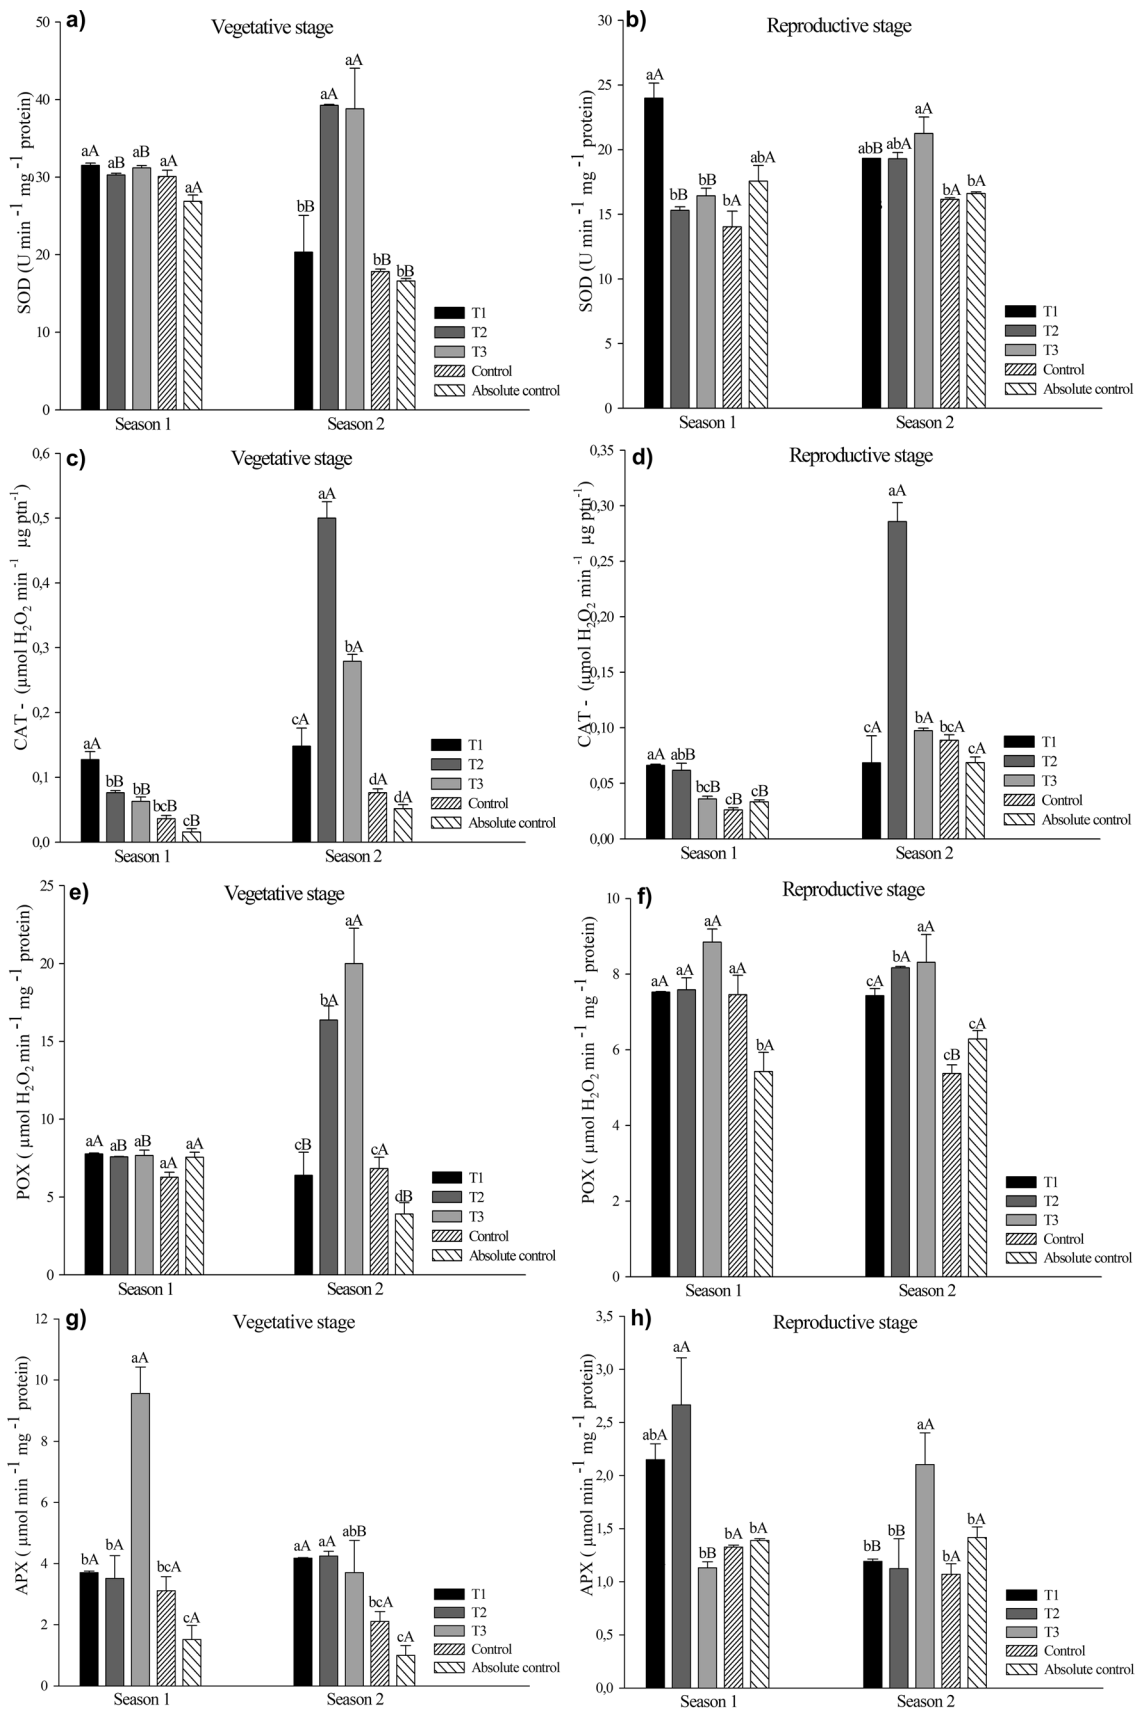 a)
Vegetative stage
SOD (U min ⁻¹ mg ⁻¹ protein)
50
40
30
20
10
0
aA
aB
aB
aA
aA
bB
aA
aA
bB
bB
T1
T2
T3
Control
Absolute control
Season 1
Season 2
b)
Reproductive stage
SOD (U min ⁻¹ mg ⁻¹ protein)
30
25
20
15
10
5
0
aA
bB
bB
bA
abA
abB
abA
aA
bA
bA
T1
T2
T3
Control
Absolute control
Season 1
Season 2
c)
Vegetative stage
CAT - (μmol H₂O₂ min ⁻¹ μg ptn⁻¹)
0,6
0,5
0,4
0,3
0,2
0,1
0,0
aA
bB
bB
bcB
cB
cA
aA
bA
dA
dA
T1
T2
T3
Control
Absolute control
Season 1
Season 2
d)
Reproductive stage
CAT - (μmol H₂O₂ min ⁻¹ μg ptn⁻¹)
0,35
0,30
0,25
0,20
0,15
0,10
0,05
0,00
aA
abB
bcB
cB
cB
cA
aA
bA
bcA
cA
T1
T2
T3
Control
Absolute control
Season 1
Season 2
e)
Vegetative stage
POX ( μmol H₂O₂ min ⁻¹ mg ⁻¹ protein)
25
20
15
10
5
0
aA
aB
aB
aA
aA
cB
bA
aA
cA
dB
T1
T2
T3
Control
Absolute control
Season 1
Season 2
f)
Reproductive stage
POX ( μmol H₂O₂ min ⁻¹ mg ⁻¹ protein)
10
8
6
4
2
0
aA
aA
aA
aA
bA
cA
bA
aA
cB
cA
T1
T2
T3
Control
Absolute control
Season 1
Season 2
g)
Vegetative stage
APX ( μmol min ⁻¹ mg ⁻¹ protein)
12
10
8
6
4
2
0
bA
bA
aA
bcA
cA
aA
aA
abB
bcA
cA
T1
T2
T3
Control
Absolute control
Season 1
Season 2
h)
Reproductive stage
APX ( μmol min ⁻¹ mg ⁻¹ protein)
3,5
3,0
2,5
2,0
1,5
1,0
0,5
0,0
abA
aA
bB
bA
bA
bB
bB
aA
bA
bA
T1
T2
T3
Control
Absolute control
Season 1
Season 2